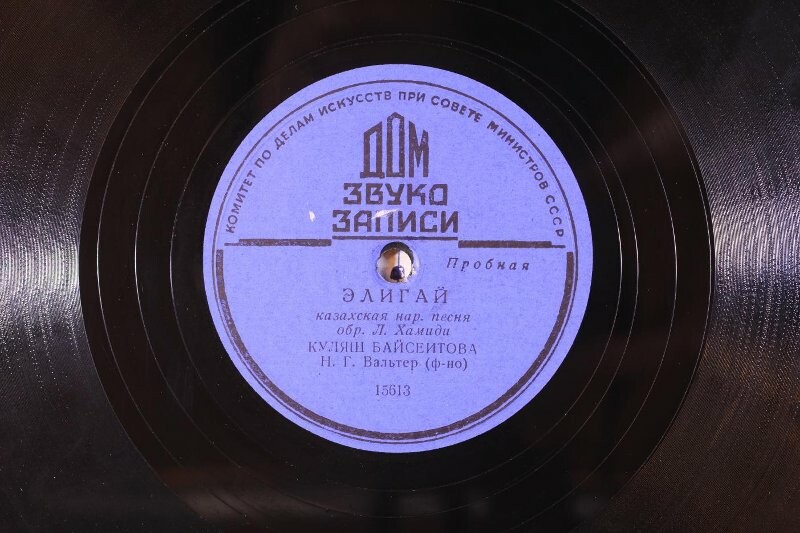 КОМИТЕТ ПО ДЕЛАМ ИСКУССТВ ПРИ СОВЕТЕ МИНИСТРОВ СССР
ДОМ
ЗВУКО
ЗАПИСИ
Пробная
ЭЛИГАЙ
казахская нар. песня
обр. Л. Хамиди
КУЛЯШ БАЙСЕИТОВА
Н. Г. Вальтер (ф-но)
15613